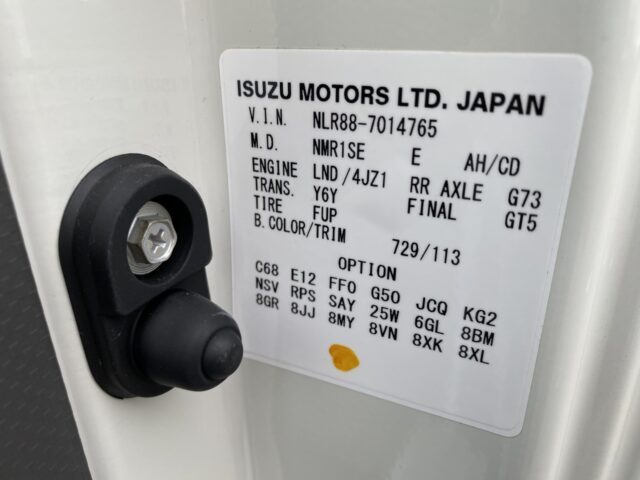 ISUZU MOTORS LTD. JAPAN
V.I.N. NLR88-7014765
M.D. NMR1SE E AH/CD
ENGINE LND/4JZ1 RR AXLE G73
TRANS. Y6Y FINAL GT5
TIRE FUP
B.COLOR/TRIM 729/113
OPTION
C68 E12 FFO G50 JCQ KG2
NSV RPS SAY 25W 6GL 8BM
8GR 8JJ 8MY 8VN 8XK 8XL